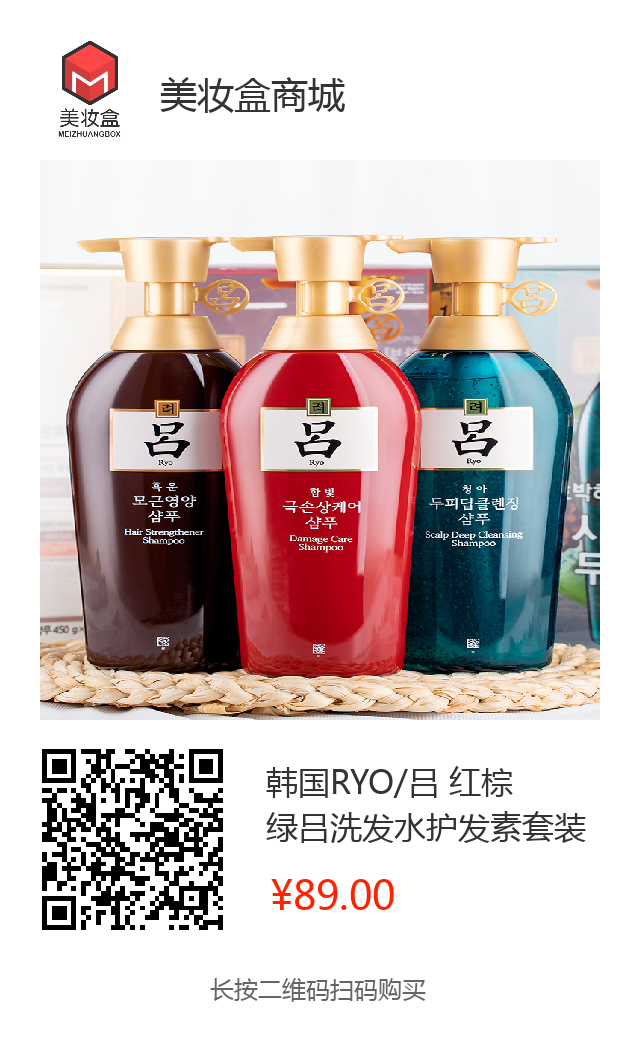 美妆盒
MEIZHUANGBOX
美妆盒商城
려
呂
Ryo
흑운
모근영양
샴푸
Hair Strengthener
Shampoo
려
呂
Ryo
함빛
극손상케어
샴푸
Damage Care
Shampoo
려
呂
Ryo
청아
두피딥클렌징
샴푸
Scalp Deep Cleansing
Shampoo
450 g
韩国RYO/吕 红棕
绿吕洗发水护发素套装
¥89.00
长按二维码扫码购买